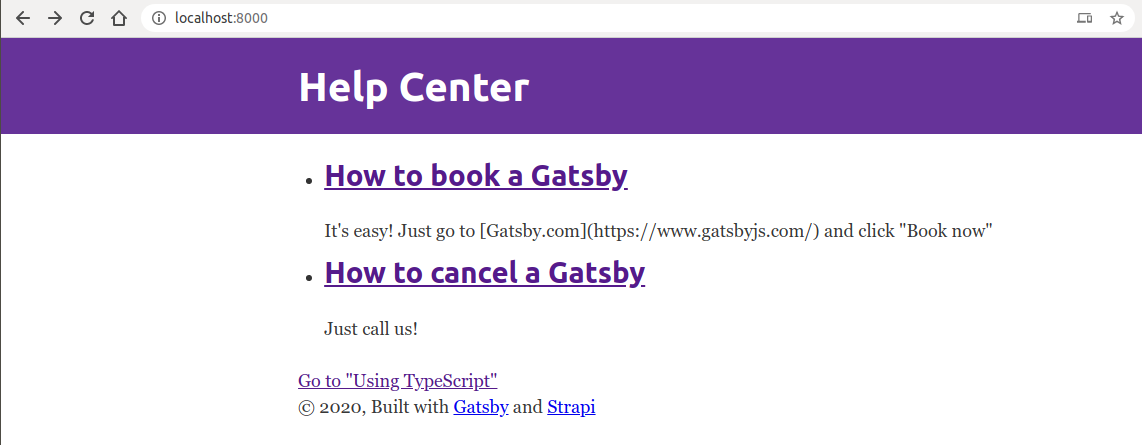 localhost:8000
Help Center
How to book a Gatsby
It's easy! Just go to [Gatsby.com](https://www.gatsbyjs.com/) and click "Book now"
How to cancel a Gatsby
Just call us!
Go to "Using TypeScript"
© 2020, Built with Gatsby and Strapi